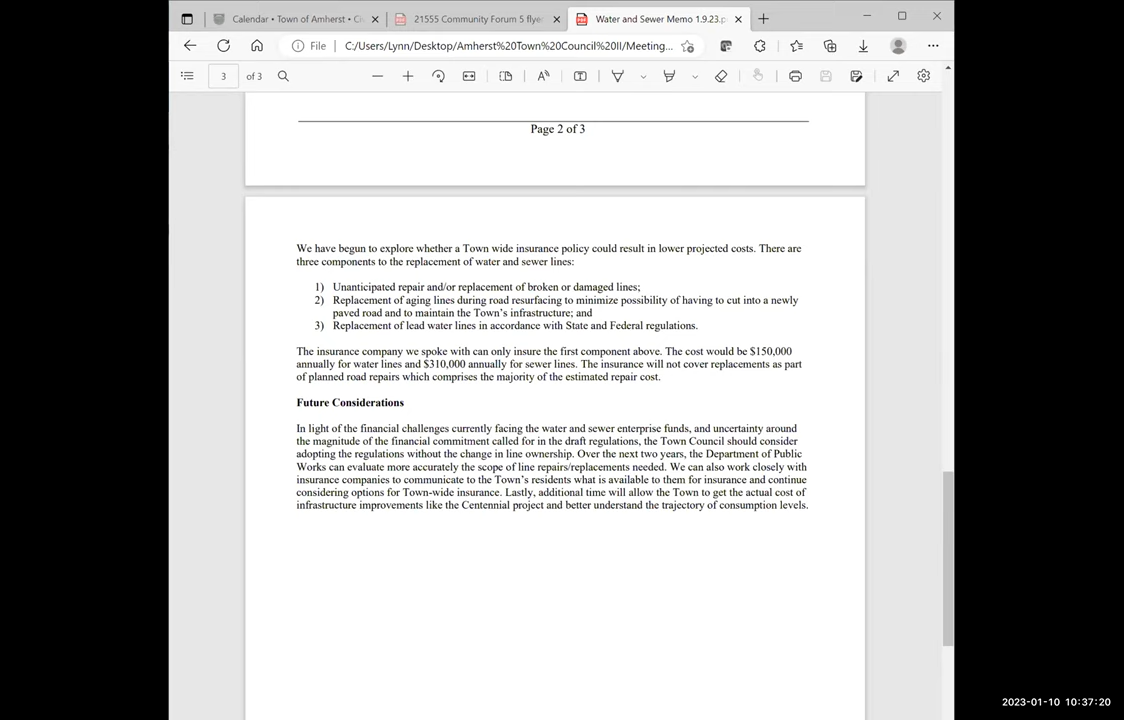 Calendar • Town of Amherst • Ci
21555 Community Forum 5 flye
Water and Sewer Memo 1.9.23.p
File
C:/Users/Lynn/Desktop/Amherst%20Town%20Council%20II/Meeting...
3 of 3
Page 2 of 3
We have begun to explore whether a Town wide insurance policy could result in lower projected costs. There are
three components to the replacement of water and sewer lines:
1) Unanticipated repair and/or replacement of broken or damaged lines;
2) Replacement of aging lines during road resurfacing to minimize possibility of having to cut into a newly
paved road and to maintain the Town's infrastructure; and
3) Replacement of lead water lines in accordance with State and Federal regulations.
The insurance company we spoke with can only insure the first component above. The cost would be $150,000
annually for water lines and $310,000 annually for sewer lines. The insurance will not cover replacements as part
of planned road repairs which comprises the majority of the estimated repair cost.
Future Considerations
In light of the financial challenges currently facing the water and sewer enterprise funds, and uncertainty around
the magnitude of the financial commitment called for in the draft regulations, the Town Council should consider
adopting the regulations without the change in line ownership. Over the next two years, the Department of Public
Works can evaluate more accurately the scope of line repairs/replacements needed. We can also work closely with
insurance companies to communicate to the Town's residents what is available to them for insurance and continue
considering options for Town-wide insurance. Lastly, additional time will allow the Town to get the actual cost of
infrastructure improvements like the Centennial project and better understand the trajectory of consumption levels.
2023-01-10 10:37:20